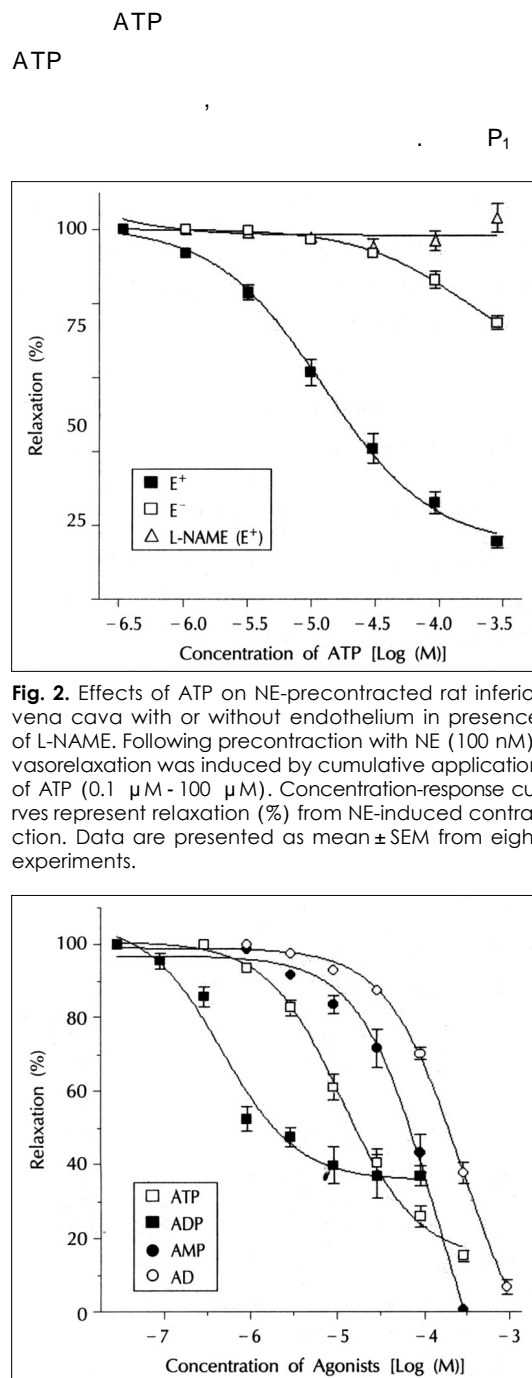 ATP
ATP
,
. P₁
100
75
50
25
Relaxation (%)
E⁺
E⁻
L-NAME (E⁺)
−6.5 −6.0 −5.5 −5.0 −4.5 −4.0 −3.5
Concentration of ATP [Log (M)]
Fig. 2. Effects of ATP on NE-precontracted rat inferio
vena cava with or without endothelium in presence
of L-NAME. Following precontraction with NE (100 nM)
vasorelaxation was induced by cumulative application
of ATP (0.1 μM - 100 μM). Concentration-response cu
rves represent relaxation (%) from NE-induced contra
ction. Data are presented as mean ± SEM from eigh
experiments.
100
80
60
40
20
0
Relaxation (%)
ATP
ADP
AMP
AD
−7 −6 −5 −4 −3
Concentration of Agonists [Log (M)]